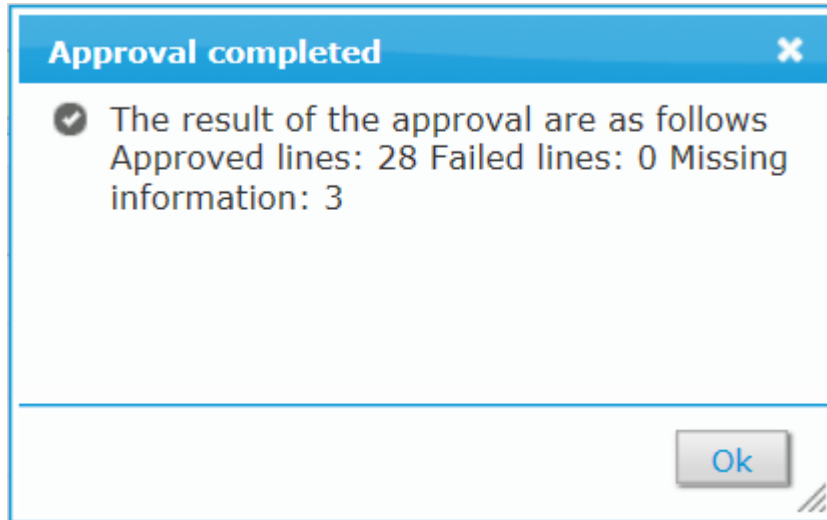 Approval completed
The result of the approval are as follows
Approved lines: 28 Failed lines: 0 Missing
information: 3
Ok